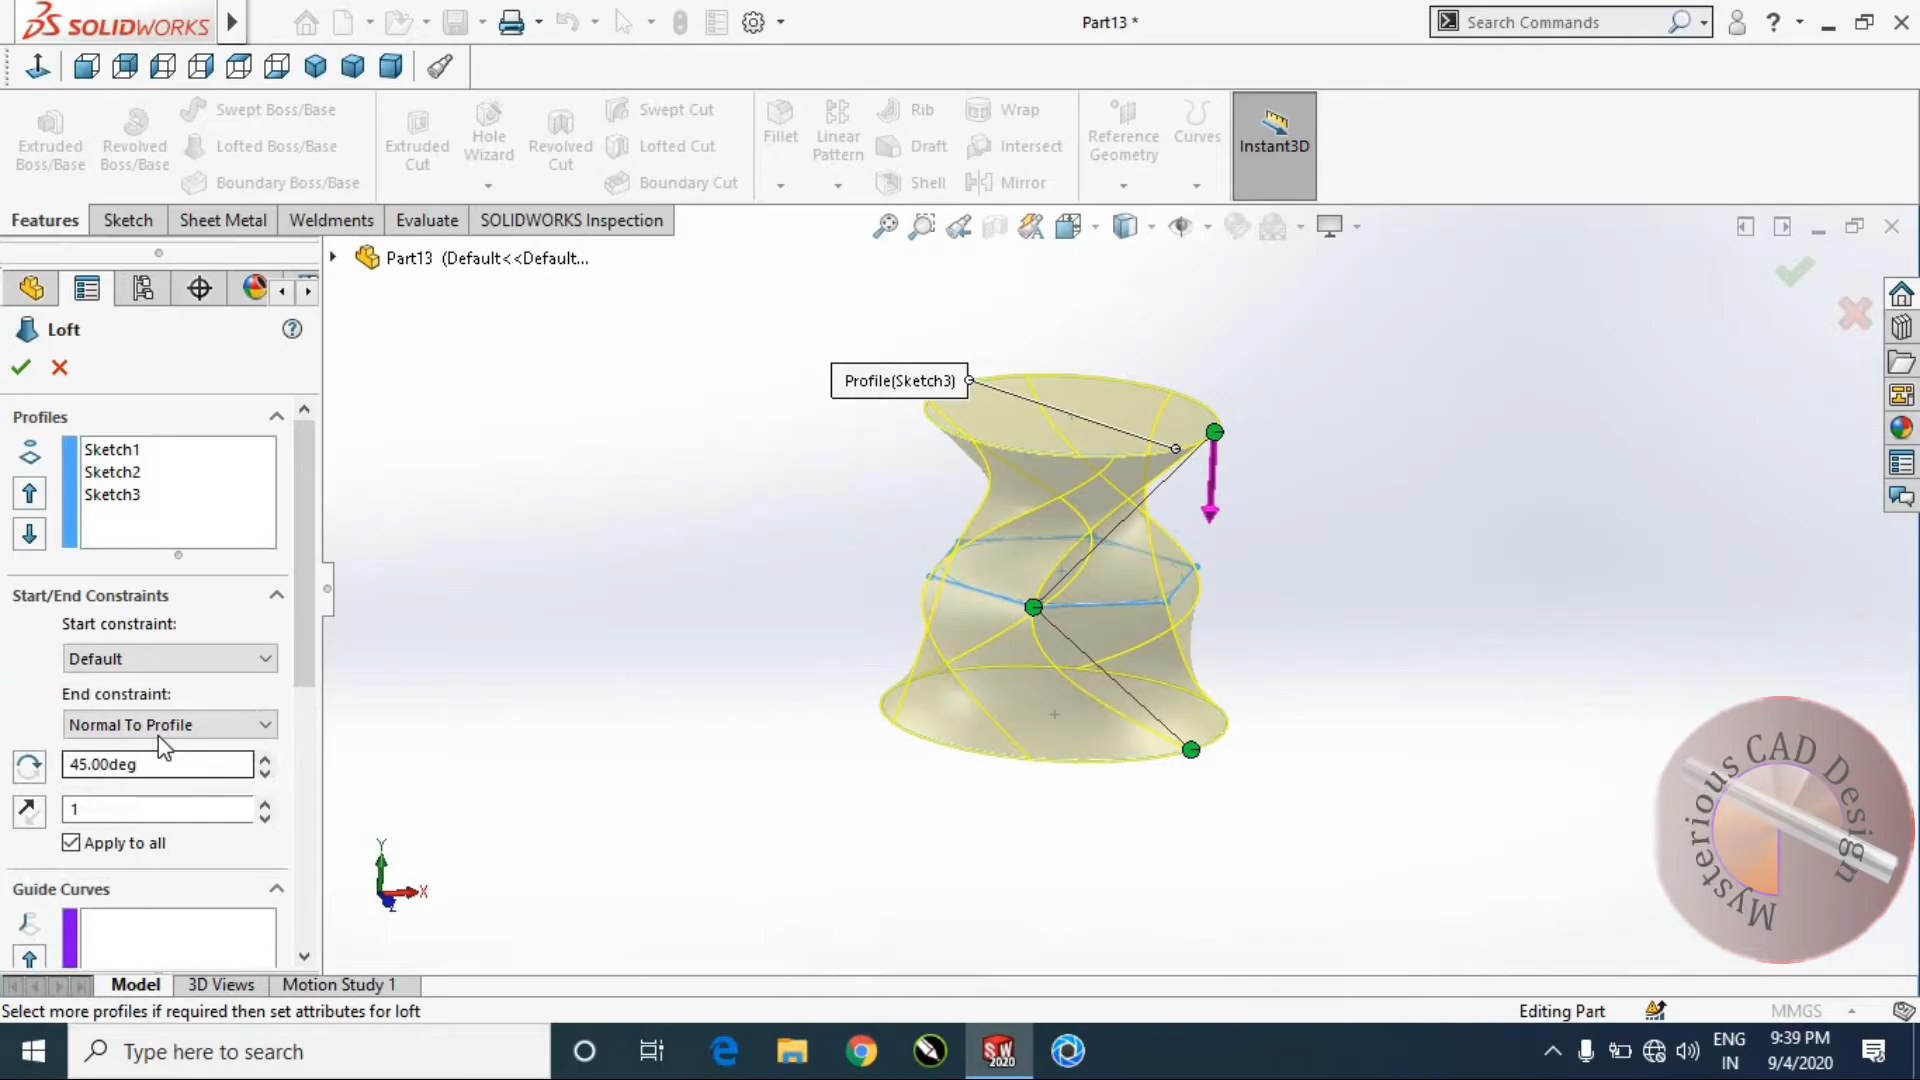 SOLIDWORKS
Part13 *
Search Commands
?
Extruded Boss/Base
Revolved Boss/Base
Swept Boss/Base
Lofted Boss/Base
Boundary Boss/Base
Extruded Cut
Hole Wizard
Revolved Cut
Swept Cut
Lofted Cut
Boundary Cut
Fillet
Linear Pattern
Rib
Draft
Shell
Wrap
Intersect
Mirror
Reference Geometry
Curves
Instant3D
Features
Sketch
Sheet Metal
Weldments
Evaluate
SOLIDWORKS Inspection
Part13 (Default<<Default...
Loft
?
Profiles
Sketch1
Sketch2
Sketch3
Start/End Constraints
Start constraint:
Default
End constraint:
Normal To Profile
45.00deg
1
Apply to all
Guide Curves
Profile(Sketch3)
Y
X
Z
Mysterious CAD Design
Model
3D Views
Motion Study 1
Select more profiles if required then set attributes for loft
Editing Part
MMGS
Type here to search
SW
2020
ENG
IN
9:39 PM
9/4/2020